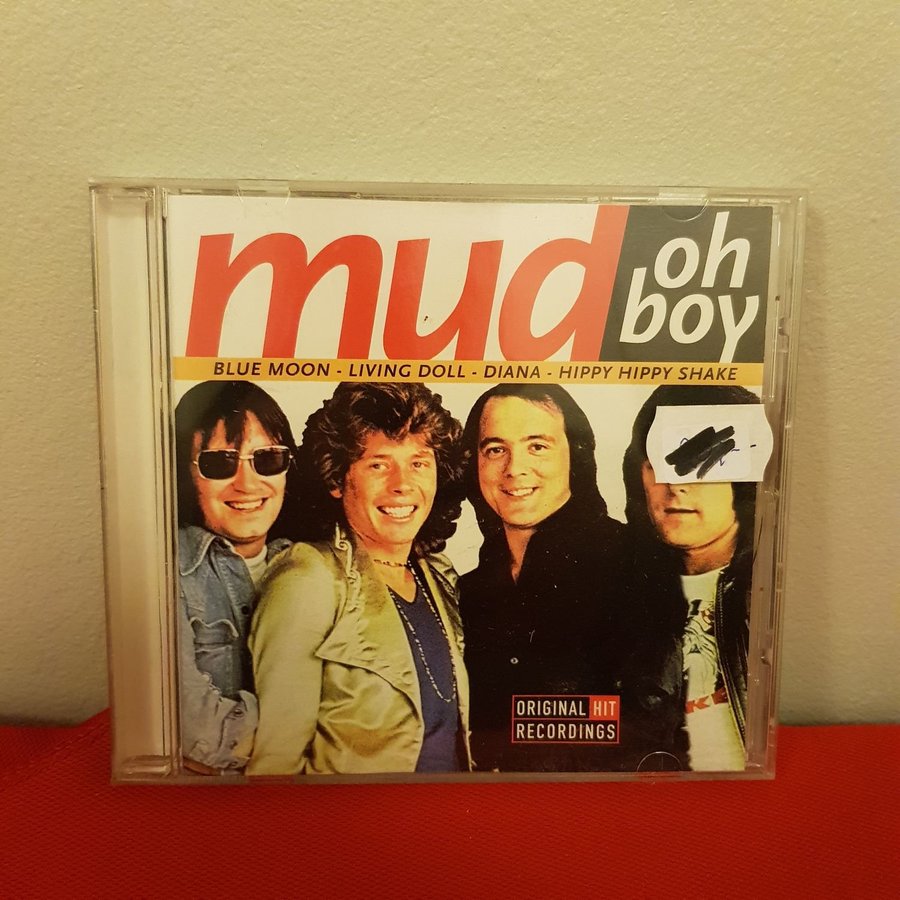 mud
oh
boy
BLUE MOON - LIVING DOLL - DIANA - HIPPY HIPPY SHAKE
ORIGINAL HIT
RECORDINGS